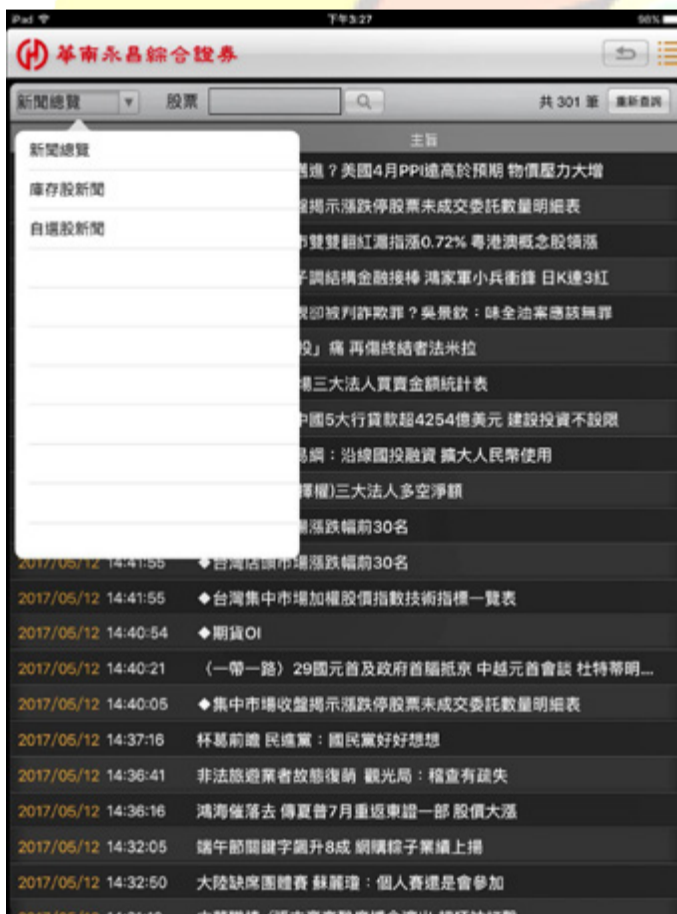 iPad 下午3:27 98%
華南永昌綜合證券
新聞總覽 股票 共 301 筆 重新查詢
主旨
新聞總覽
庫存股新聞
自選股新聞
進？美國4月PPI遠高於預期 物價壓力大增
揭示漲跌停股票未成交委託數量明細表
雙雙翻紅滬指漲0.72% 粵港澳概念股領漲
調結構金融接棒 鴻家軍小兵衝鋒 日K連3紅
卻被判詐欺罪？吳景欽：味全油案應該無罪
」痛 再傷終結者法米拉
三大法人買賣金額統計表
國5大行貸款超4254億美元 建設投資不設限
綱：沿線國投融資 擴大人民幣使用
權)三大法人多空淨額
漲跌幅前30名
2017/05/12 14:41:55 ◆台灣店頭市場漲跌幅前30名
2017/05/12 14:41:55 ◆台灣集中市場加權股價指數技術指標一覽表
2017/05/12 14:40:54 ◆期貨OI
2017/05/12 14:40:21 〈一帶一路〉29國元首及政府首腦抵京 中越元首會談 杜特蒂明...
2017/05/12 14:40:05 ◆集中市場收盤揭示漲跌停股票未成交委託數量明細表
2017/05/12 14:37:16 杯葛前瞻 民進黨：國民黨好好想想
2017/05/12 14:36:41 非法旅遊業者故態復萌 觀光局：稽查有疏失
2017/05/12 14:36:16 鴻海催落去 傳夏普7月重返東證一部 股價大漲
2017/05/12 14:32:05 端午節關鍵字飆升8成 網購粽子業績上揚
2017/05/12 14:32:50 大陸缺席團體賽 蘇麗瓊：個人賽還是會參加